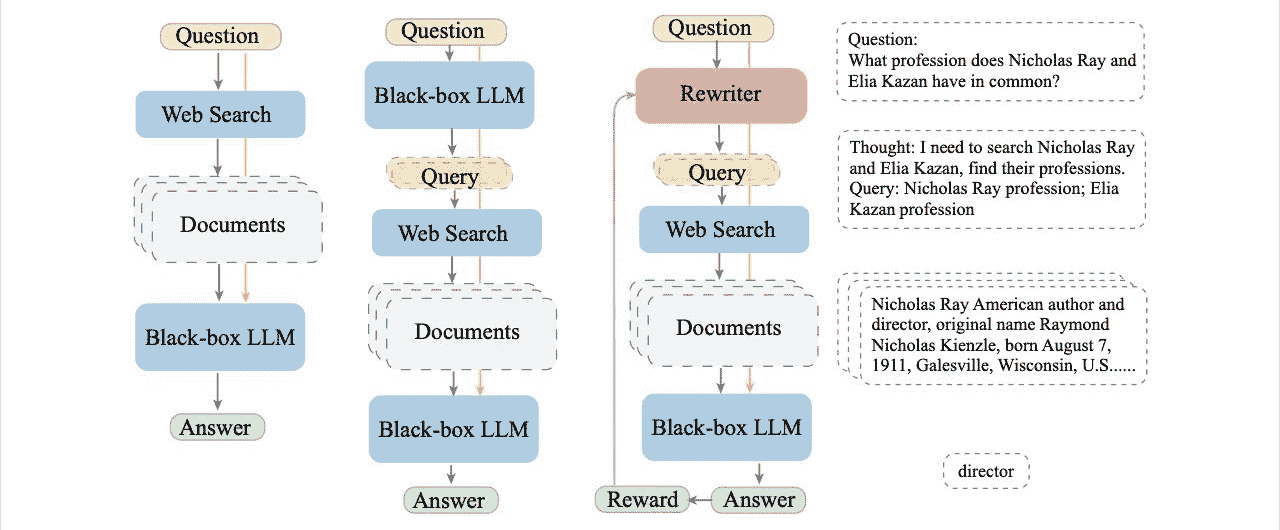 Question
Web Search
Documents
Black-box LLM
Answer
Question
Black-box LLM
Query
Web Search
Documents
Black-box LLM
Answer
Question
Rewriter
Query
Web Search
Documents
Black-box LLM
Reward
Answer
Question:
What profession does Nicholas Ray and
Elia Kazan have in common?
Thought: I need to search Nicholas Ray
and Elia Kazan, find their professions.
Query: Nicholas Ray profession; Elia
Kazan profession
Nicholas Ray American author and
director, original name Raymond
Nicholas Kienzle, born August 7,
1911, Galesville, Wisconsin, U.S......
director